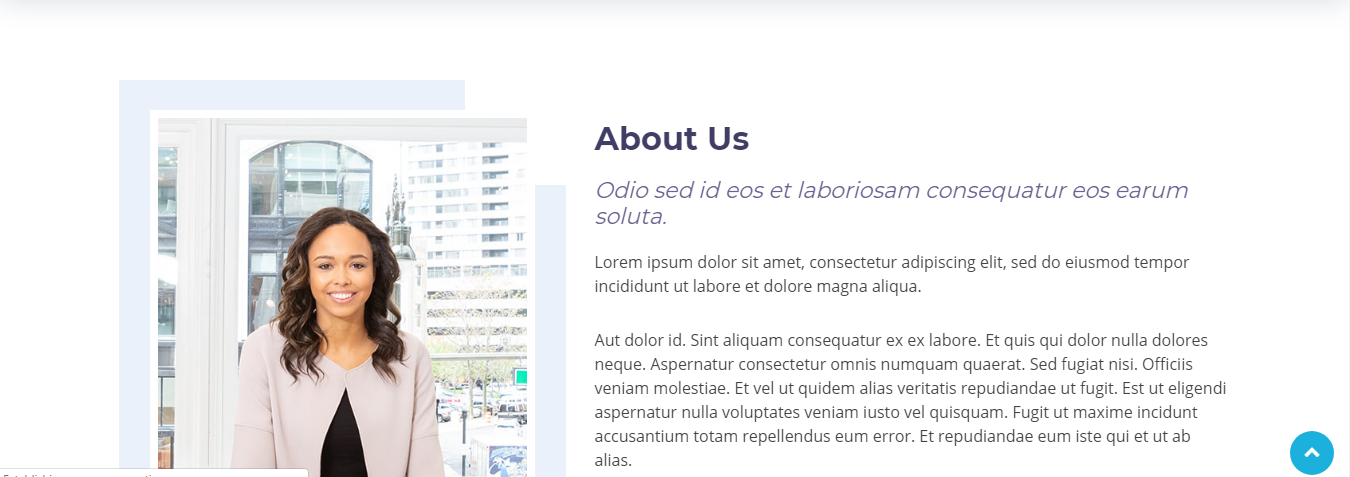 About Us
Odio sed id eos et laboriosam consequatur eos earum
soluta.
Lorem ipsum dolor sit amet, consectetur adipiscing elit, sed do eiusmod tempor
incididunt ut labore et dolore magna aliqua.
Aut dolor id. Sint aliquam consequatur ex ex labore. Et quis qui dolor nulla dolores
neque. Aspernatur consectetur omnis numquam quaerat. Sed fugiat nisi. Officiis
veniam molestiae. Et vel ut quidem alias veritatis repudiandae ut fugit. Est ut eligendi
aspernatur nulla voluptates veniam iusto vel quisquam. Fugit ut maxime incidunt
accusantium totam repellendus eum error. Et repudiandae eum iste qui et ut ab
alias.